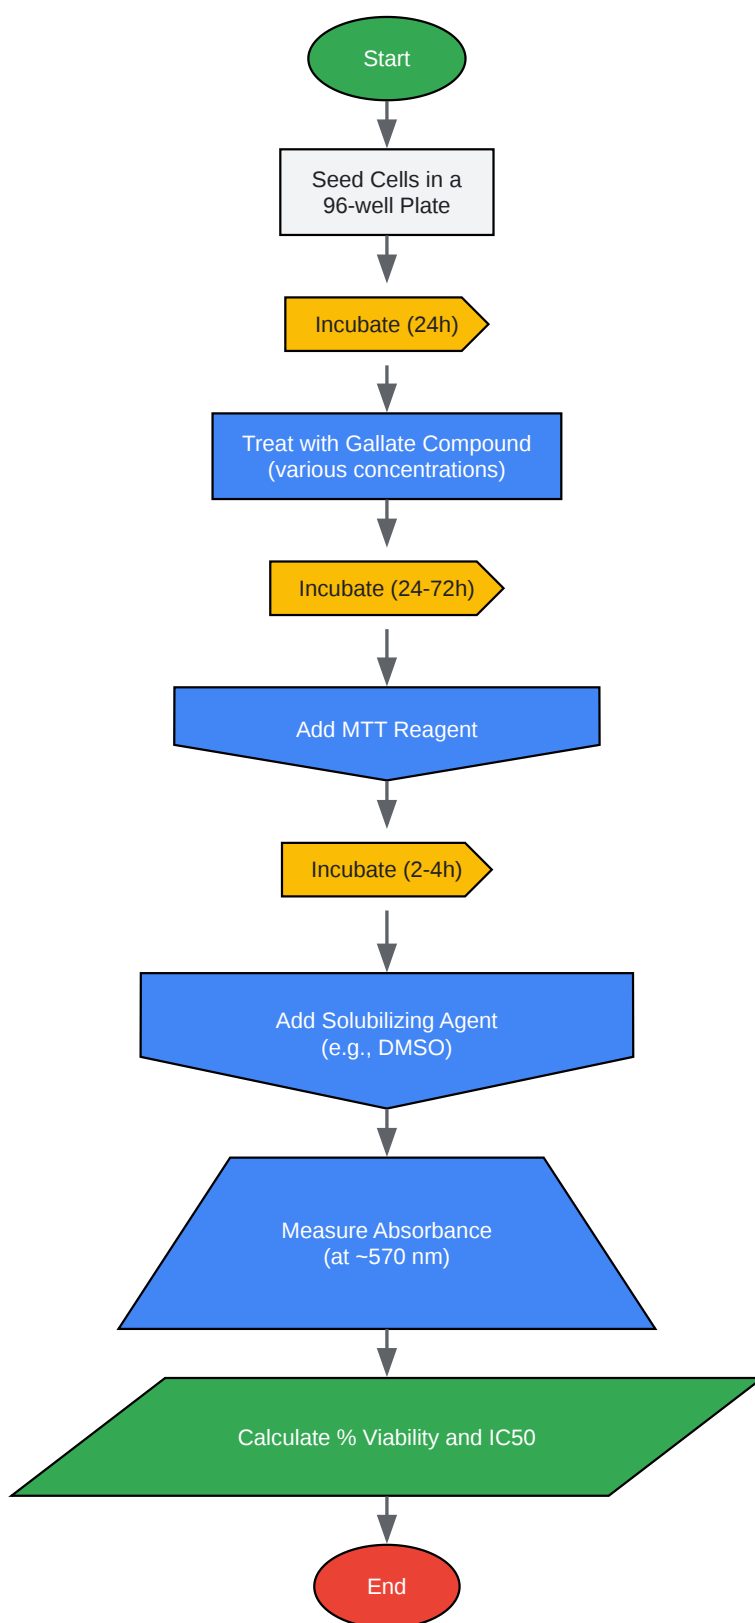 Start
Seed Cells in a
96-well Plate
Incubate (24h)
Treat with Gallate Compound
(various concentrations)
Incubate (24-72h)
Add MTT Reagent
Incubate (2-4h)
Add Solubilizing Agent
(e.g., DMSO)
Measure Absorbance
(at ~570 nm)
Calculate % Viability and IC50
End